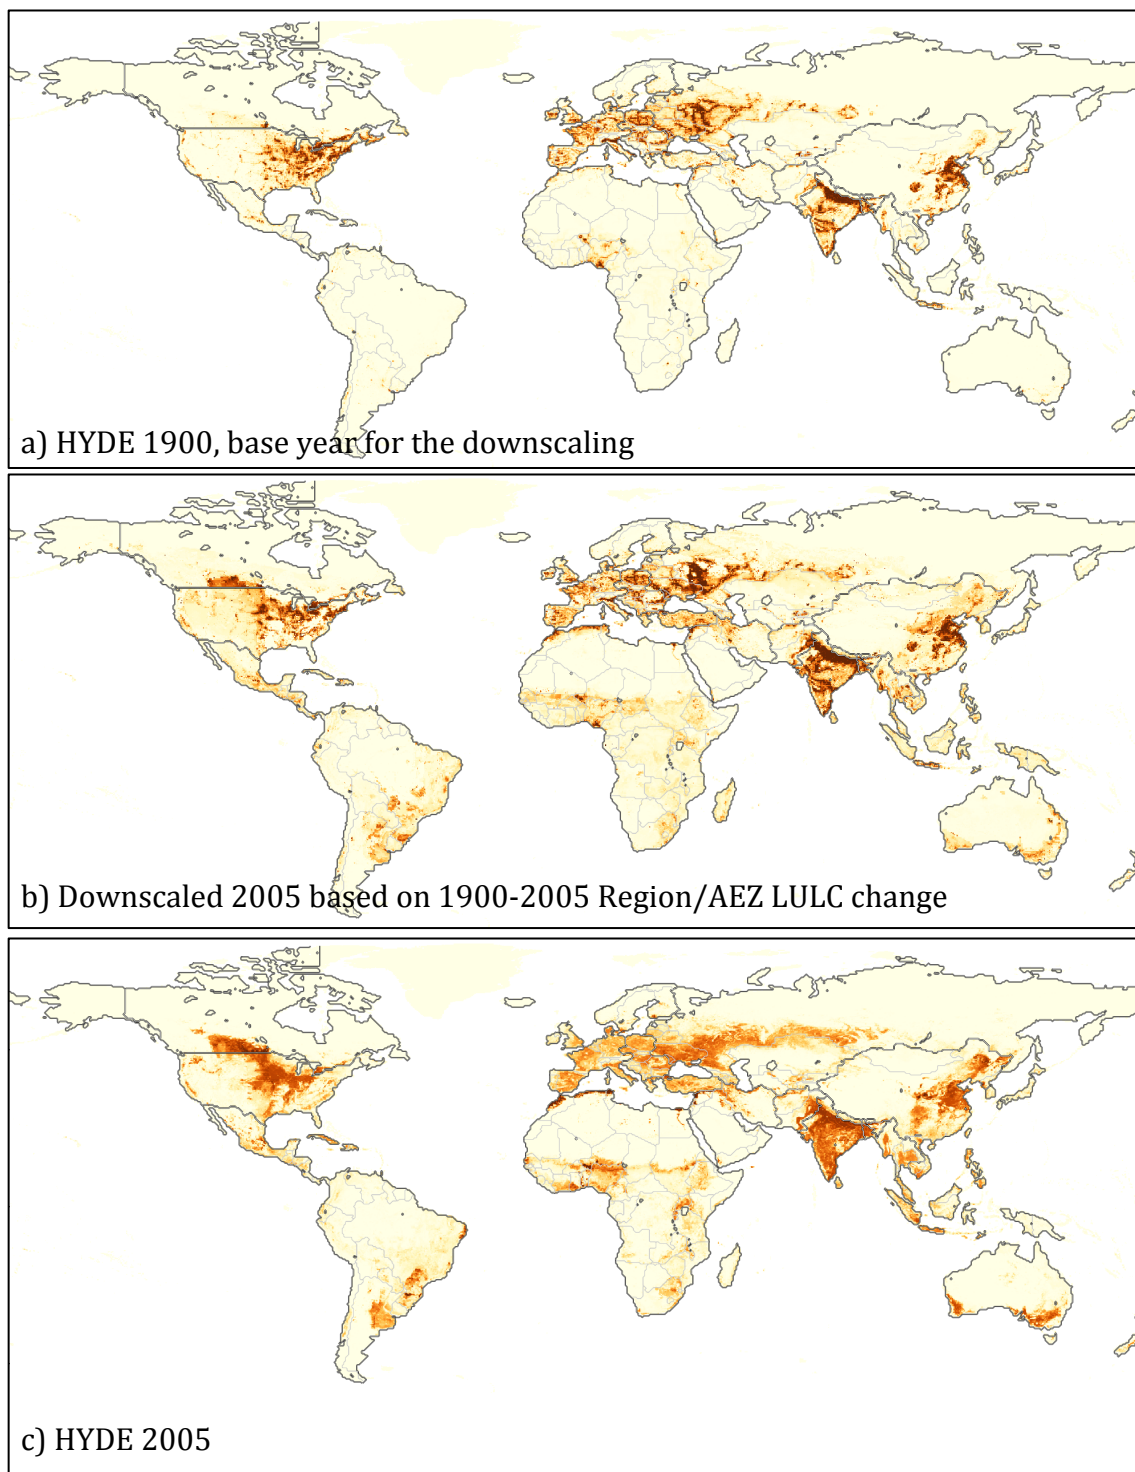 a) HYDE 1900, base year for the downscaling
b) Downscaled 2005 based on 1900-2005 Region/AEZ LULC change
c) HYDE 2005